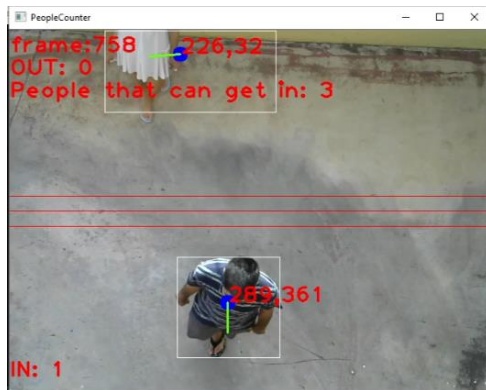 PeopleCounter
frame:758
226,32
OUT: 0
People that can get in: 3
289,361
IN: 1